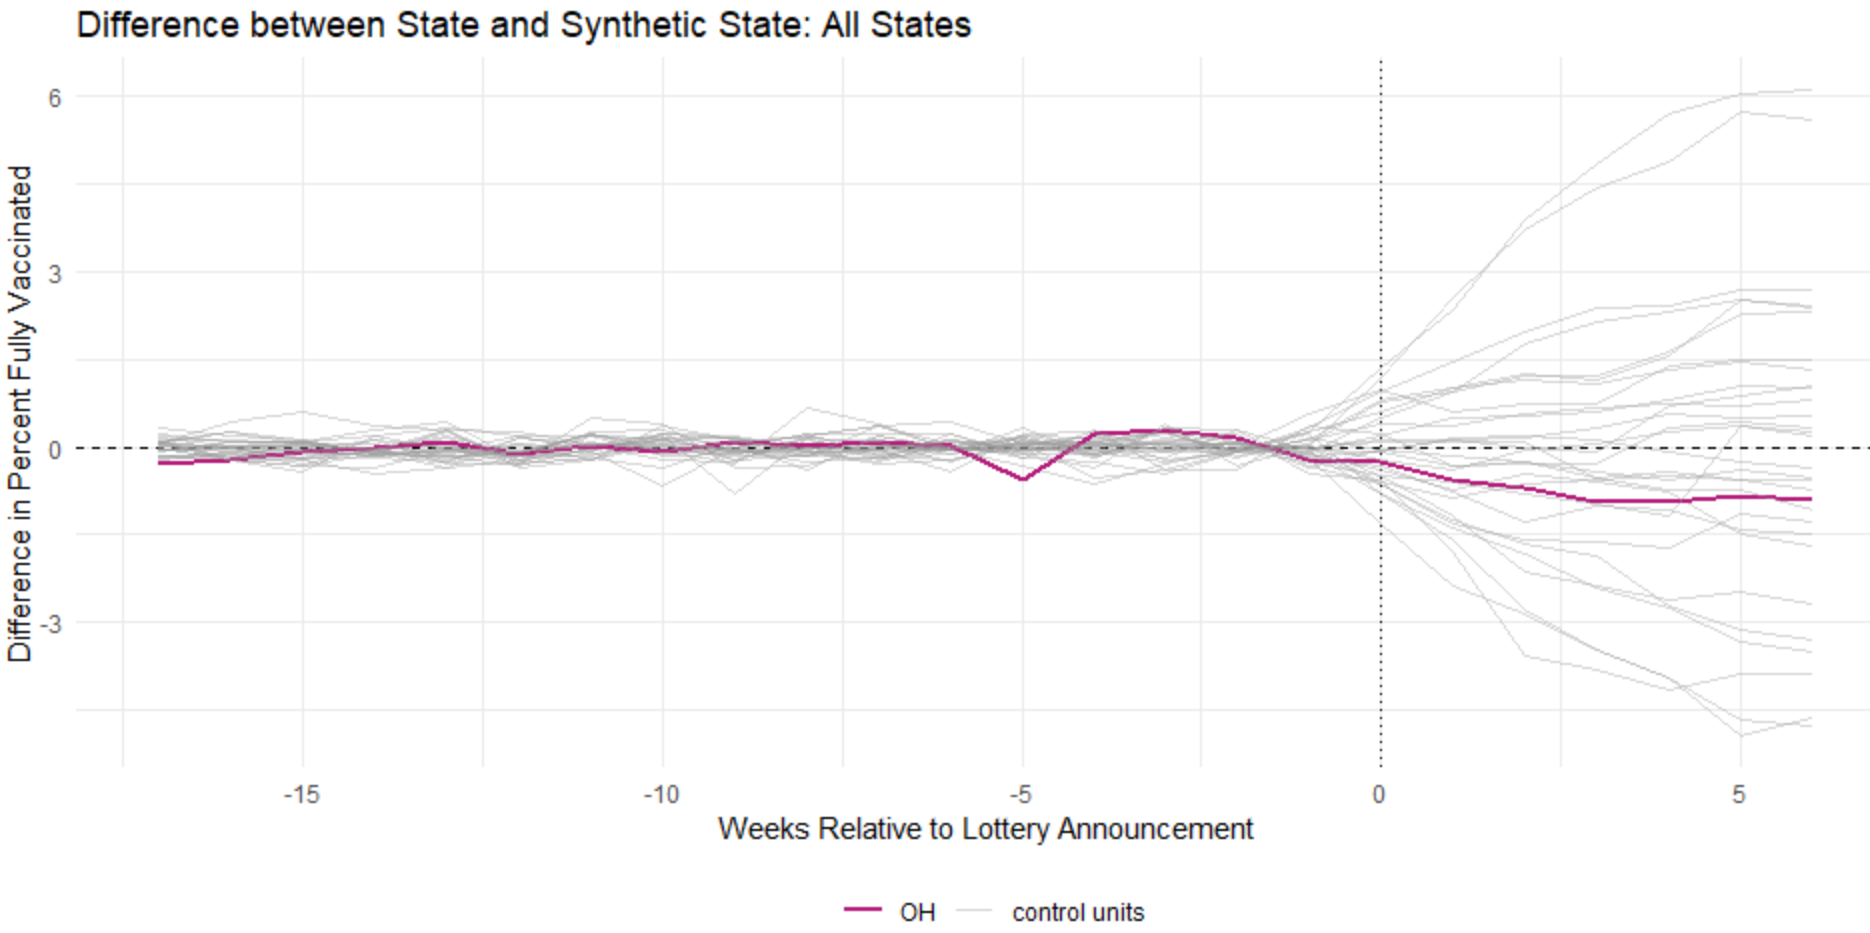 Difference between State and Synthetic State: All States
Difference in Percent Fully Vaccinated
6
3
0
-3
-15
-10
-5
0
5
Weeks Relative to Lottery Announcement
OH
control units